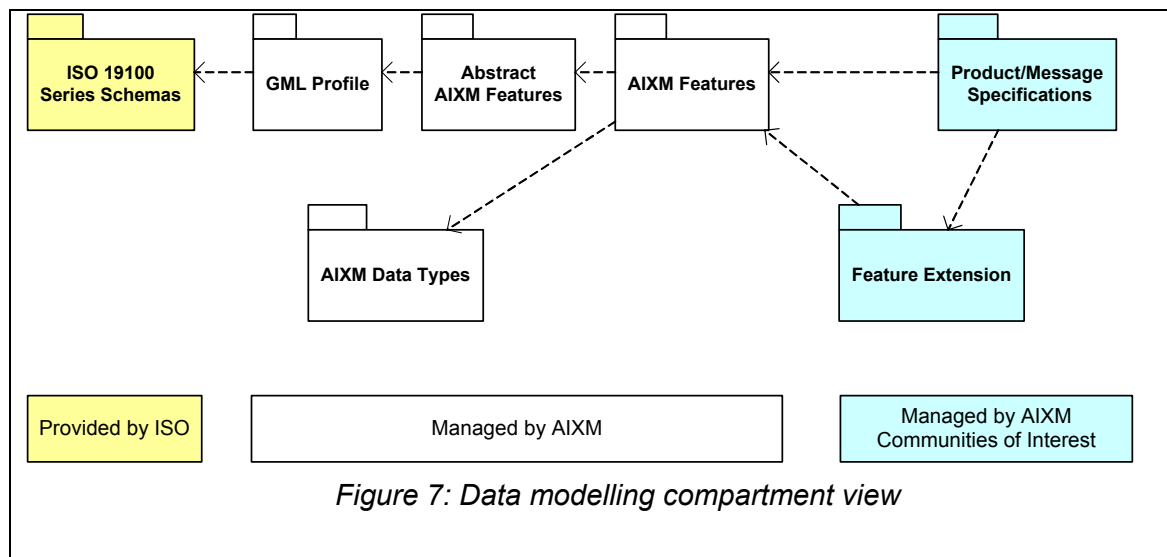 ISO 19100
Series Schemas
GML Profile
Abstract
AIXM Features
AIXM Features
Product/Message
Specifications
AIXM Data Types
Feature Extension
Provided by ISO
Managed by AIXM
Managed by AIXM
Communities of Interest
Figure 7: Data modelling compartment view